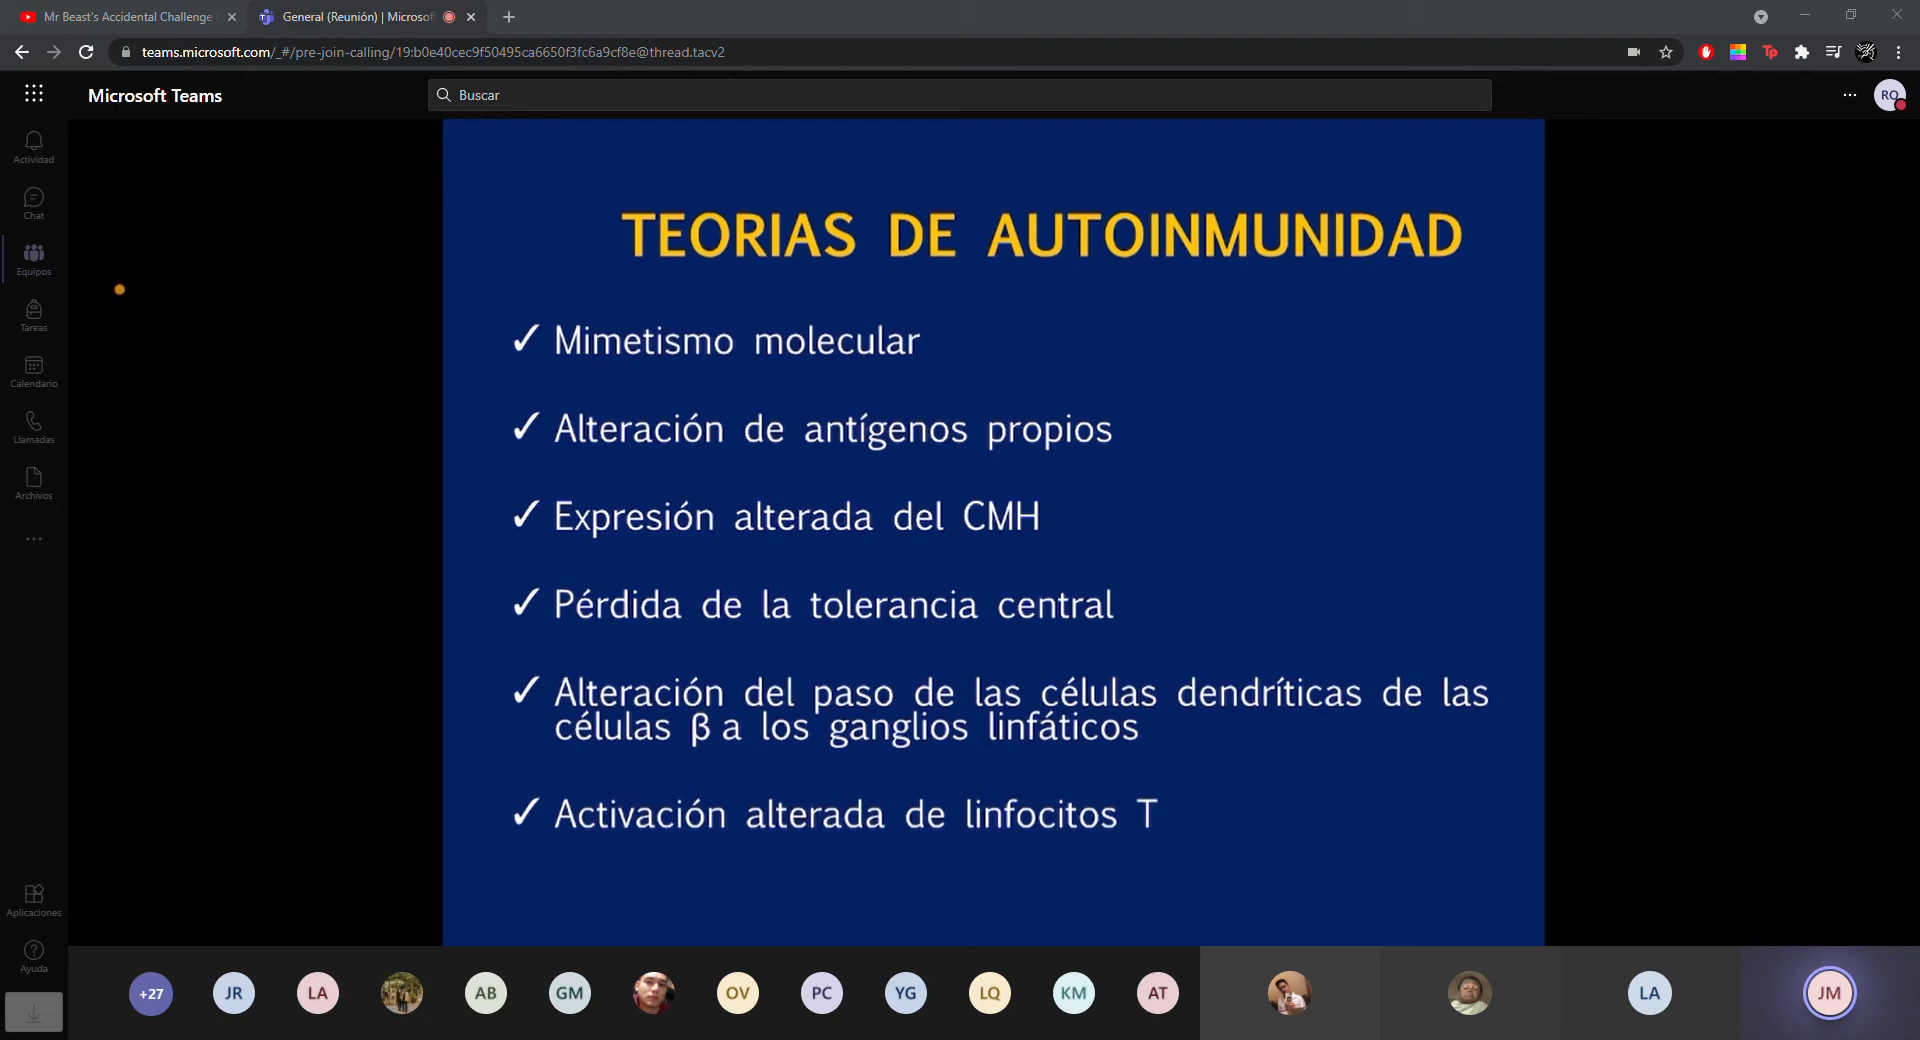 Mr Beast's Accidental Challenge
General (Reunión) | Microsof
teams.microsoft.com/_#/pre-join-calling/19:b0e40cec9f50495ca6650f3fc6a9cf8e@thread.tacv2
Microsoft Teams
Buscar
RO
Actividad
Chat
Equipos
Tareas
Calendario
Llamadas
Archivos
Aplicaciones
Ayuda
TEORIAS DE AUTOINMUNIDAD
✓ Mimetismo molecular
✓ Alteración de antígenos propios
✓ Expresión alterada del CMH
✓ Pérdida de la tolerancia central
✓ Alteración del paso de las células dendríticas de las
células β a los ganglios linfáticos
✓ Activación alterada de linfocitos T
+27 JR LA AB GM OV PC YG LQ KM AT LA JM